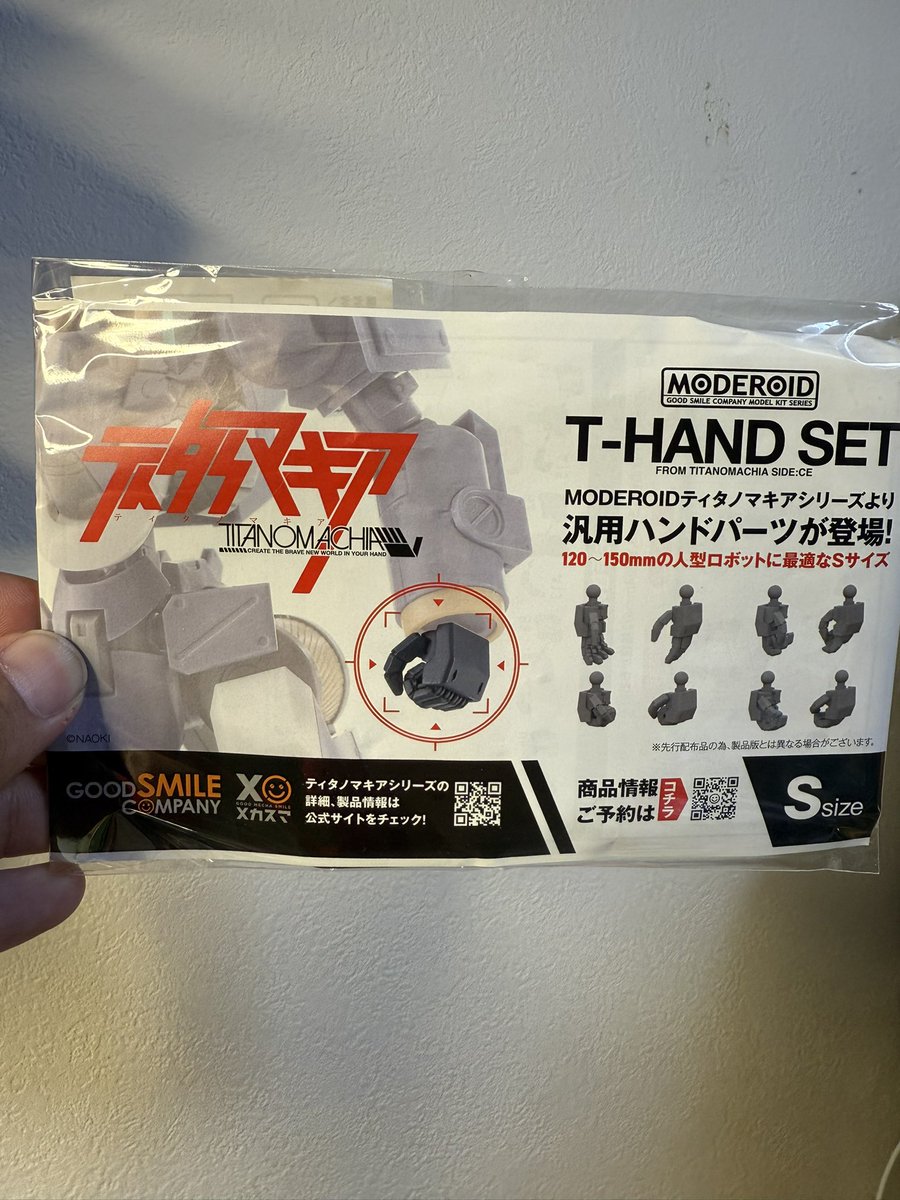 ティタノマキア
ティタノマキア
TITANOMACHIA
CREATE THE BRAVE NEW WORLD IN YOUR HAND
©NAOKI
MODEROID
GOOD SMILE COMPANY MODEL KIT SERIES
T-HAND SET
FROM TITANOMACHIA SIDE:CE
MODEROIDティタノマキアシリーズより
汎用ハンドパーツが登場!
120〜150mmの人型ロボットに最適なSサイズ
※先行配布品の為、製品版とは異なる場合がございます。
GOODSMILE
COMPANY
GOOD MECHA SMILE
メカスマ
ティタノマキアシリーズの
詳細、製品情報は
公式サイトをチェック!
商品情報
ご予約は
コチラ
S size